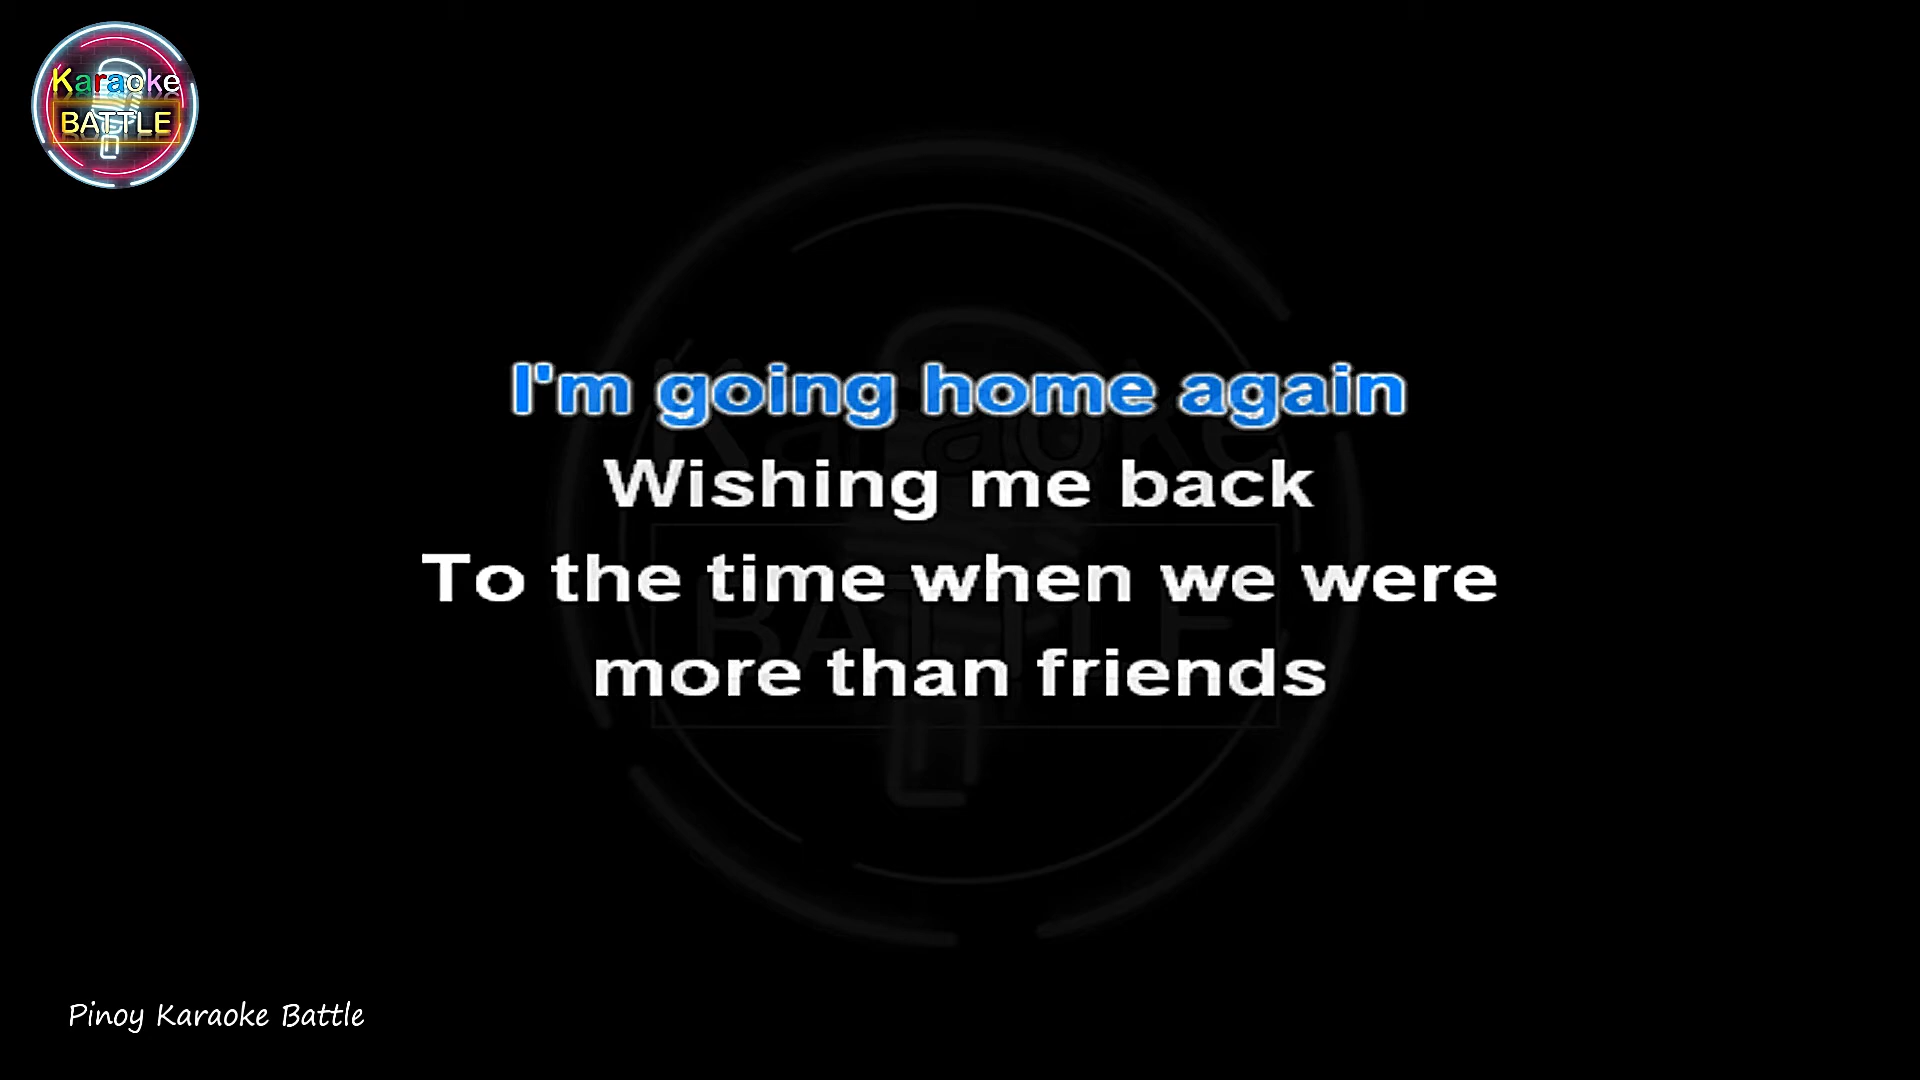 Karaoke
BATTLE
I'm going home again
Wishing me back
To the time when we were
more than friends
Pinoy Karaoke Battle